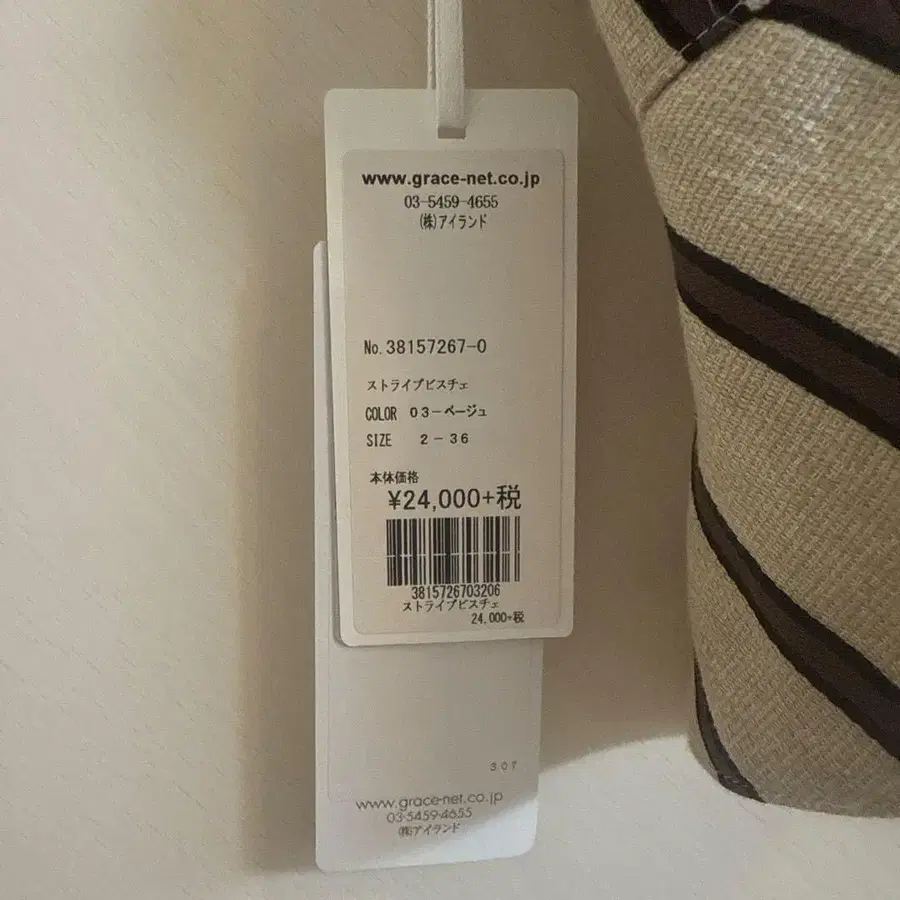 www.grace-net.co.jp
03-5459-4655
(株)アイランド
No.38157267-0
ストライプビスチェ
COLOR 03-ベージュ
SIZE 2-36
本体価格
¥24,000+税
3815726703206
ストライプビスチェ
24,000+税
307
www.grace-net.co.jp
03-5459-4655
(株)アイランド